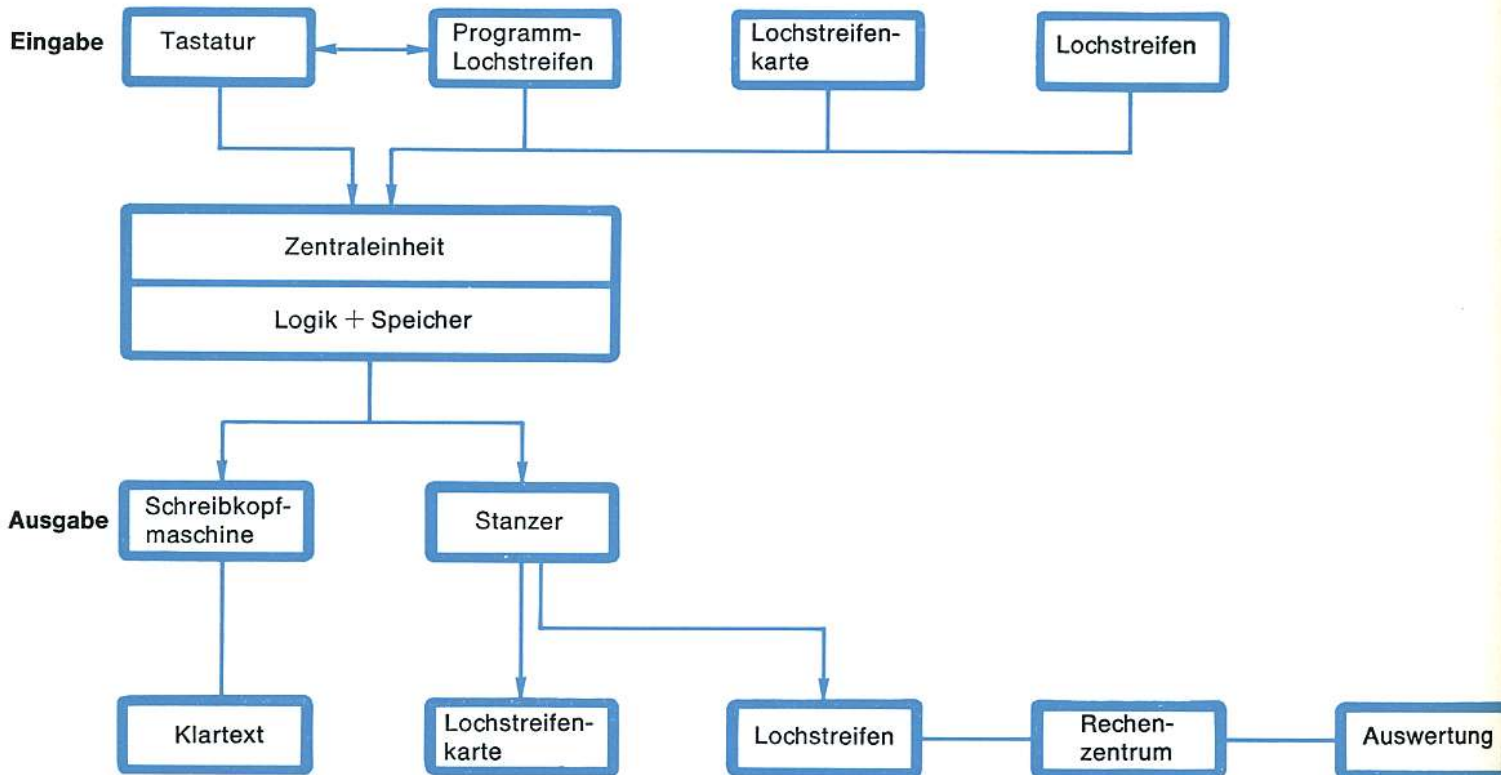 Eingabe
Tastatur
Programm-
Lochstreifen
Lochstreifen-
karte
Lochstreifen
Zentraleinheit
Logik + Speicher
Ausgabe
Schreibkopf-
maschine
Stanzer
Klartext
Lochstreifen-
karte
Lochstreifen
Rechen-
zentrum
Auswertung